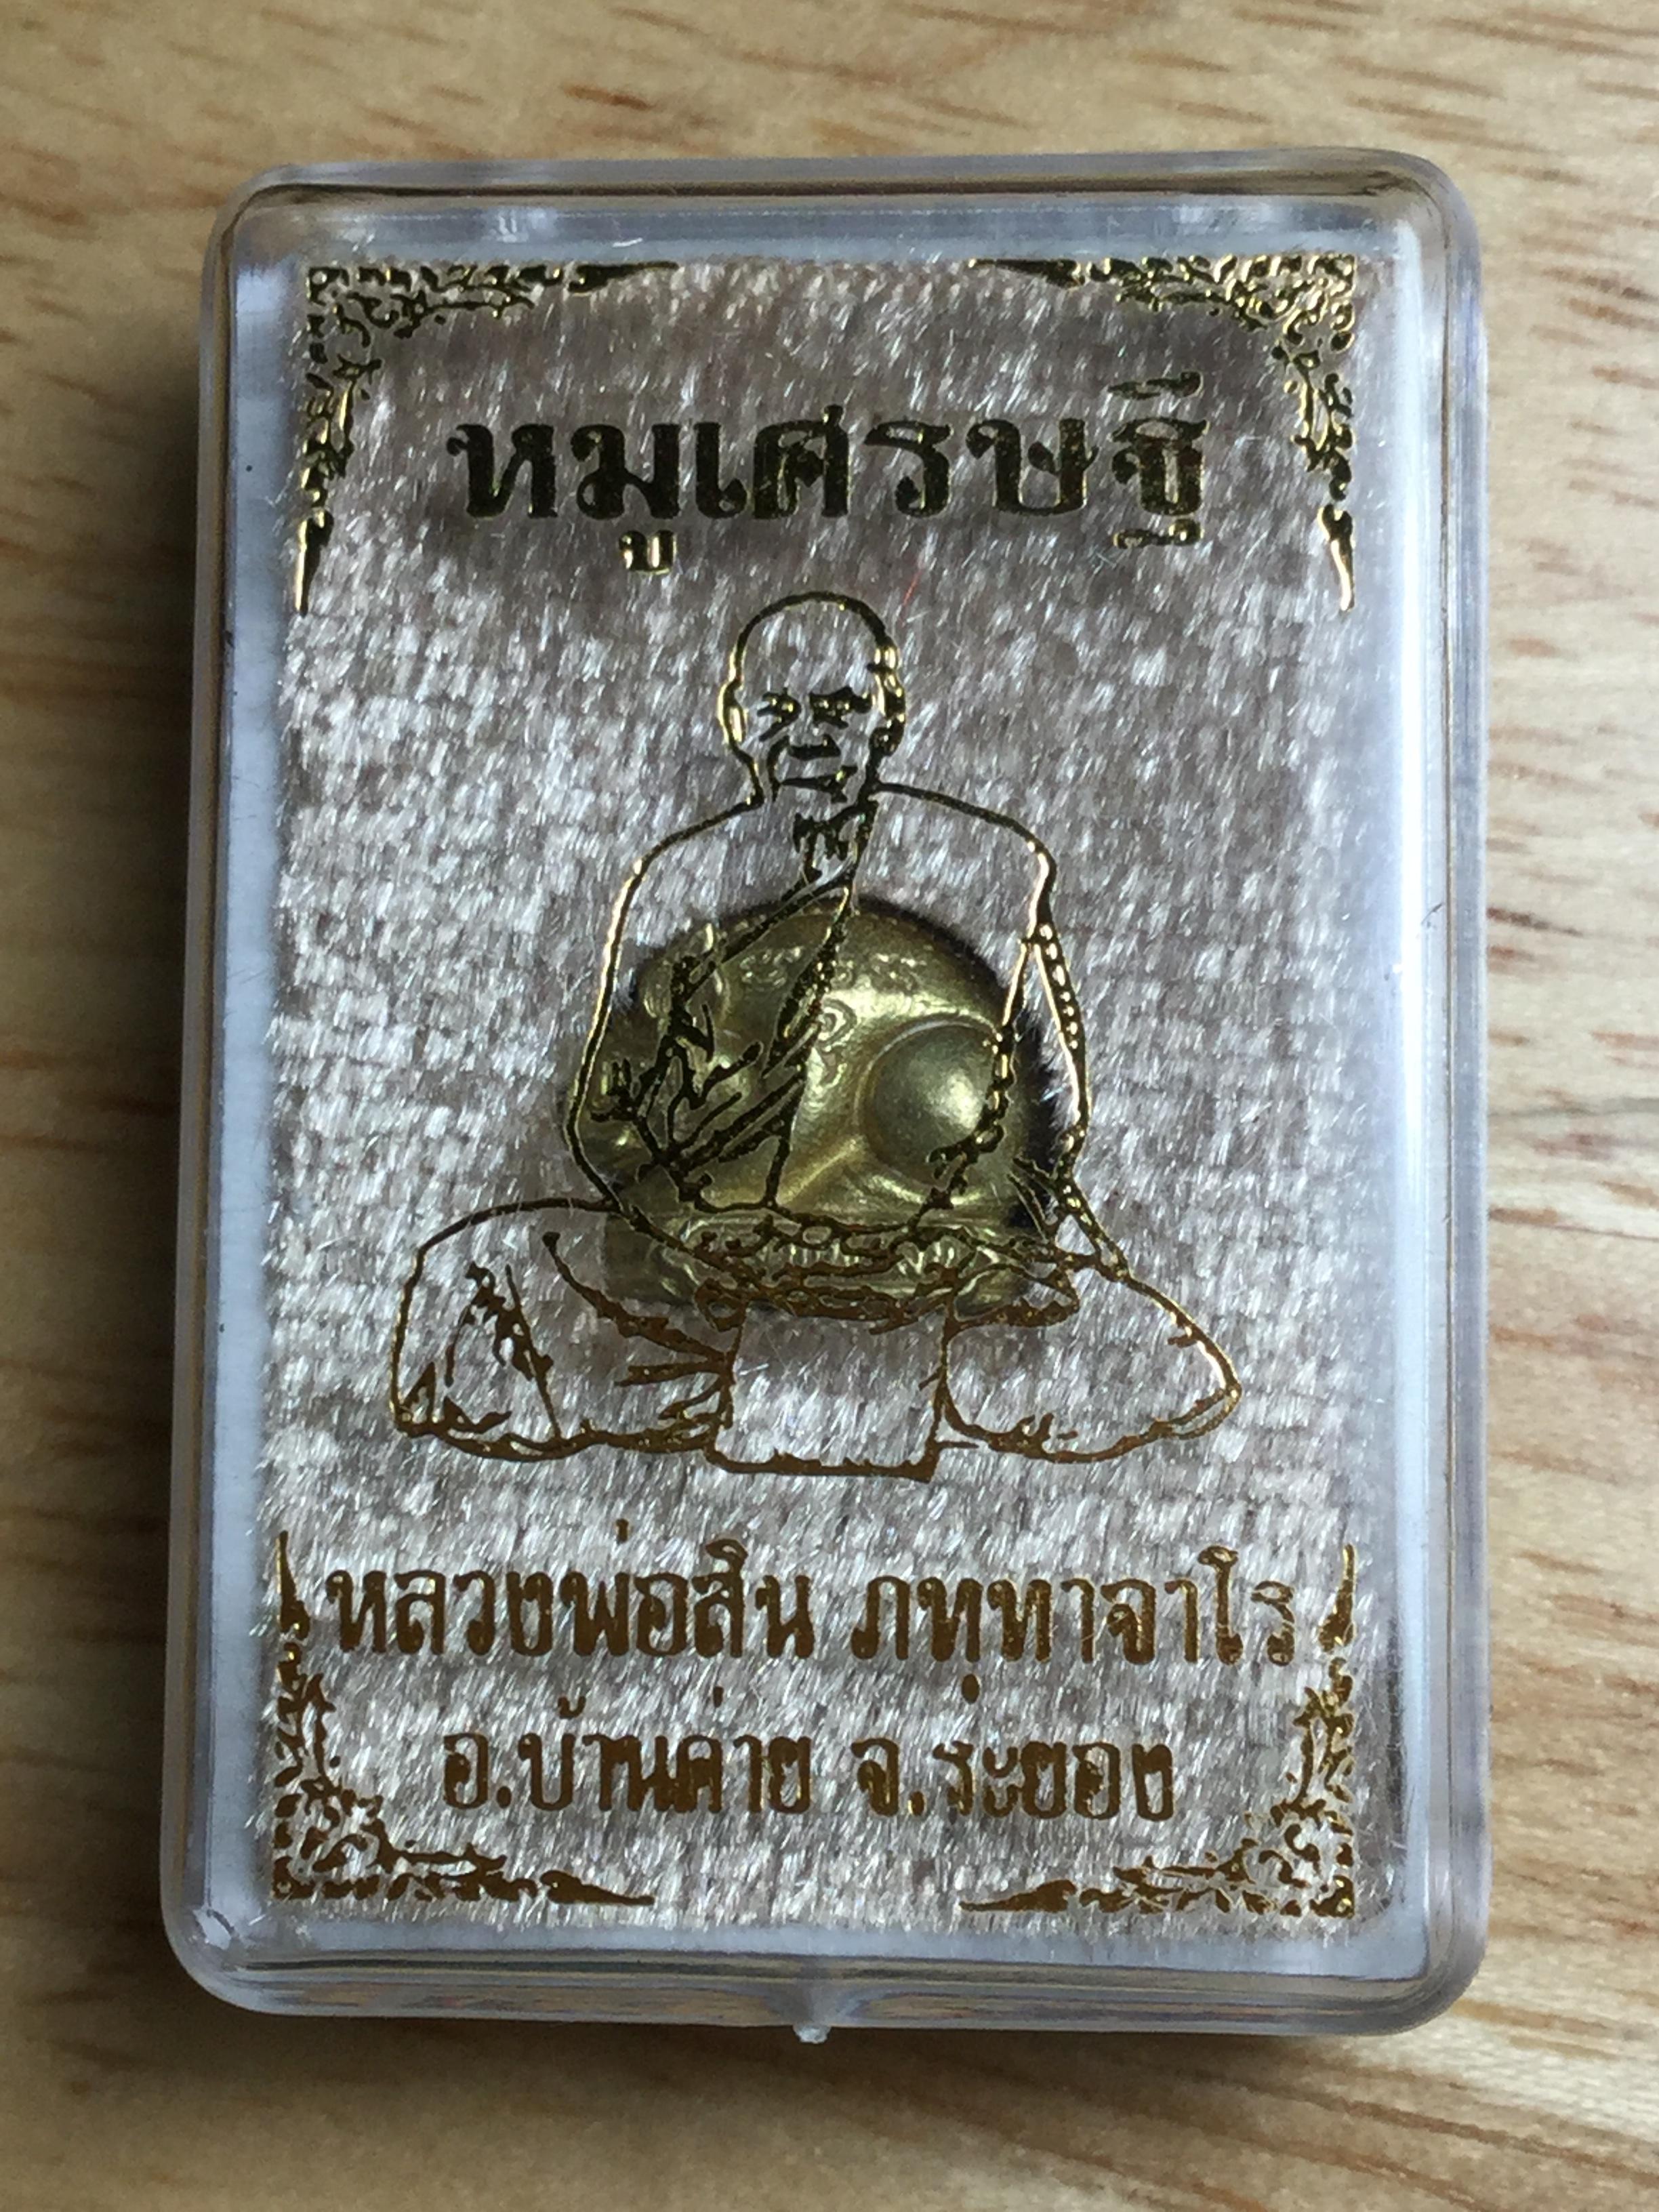 หมูเศรษฐี
หลวงพ่อสิน ภทฺทาจาโร
อ.บ้านค่าย จ.ระยอง